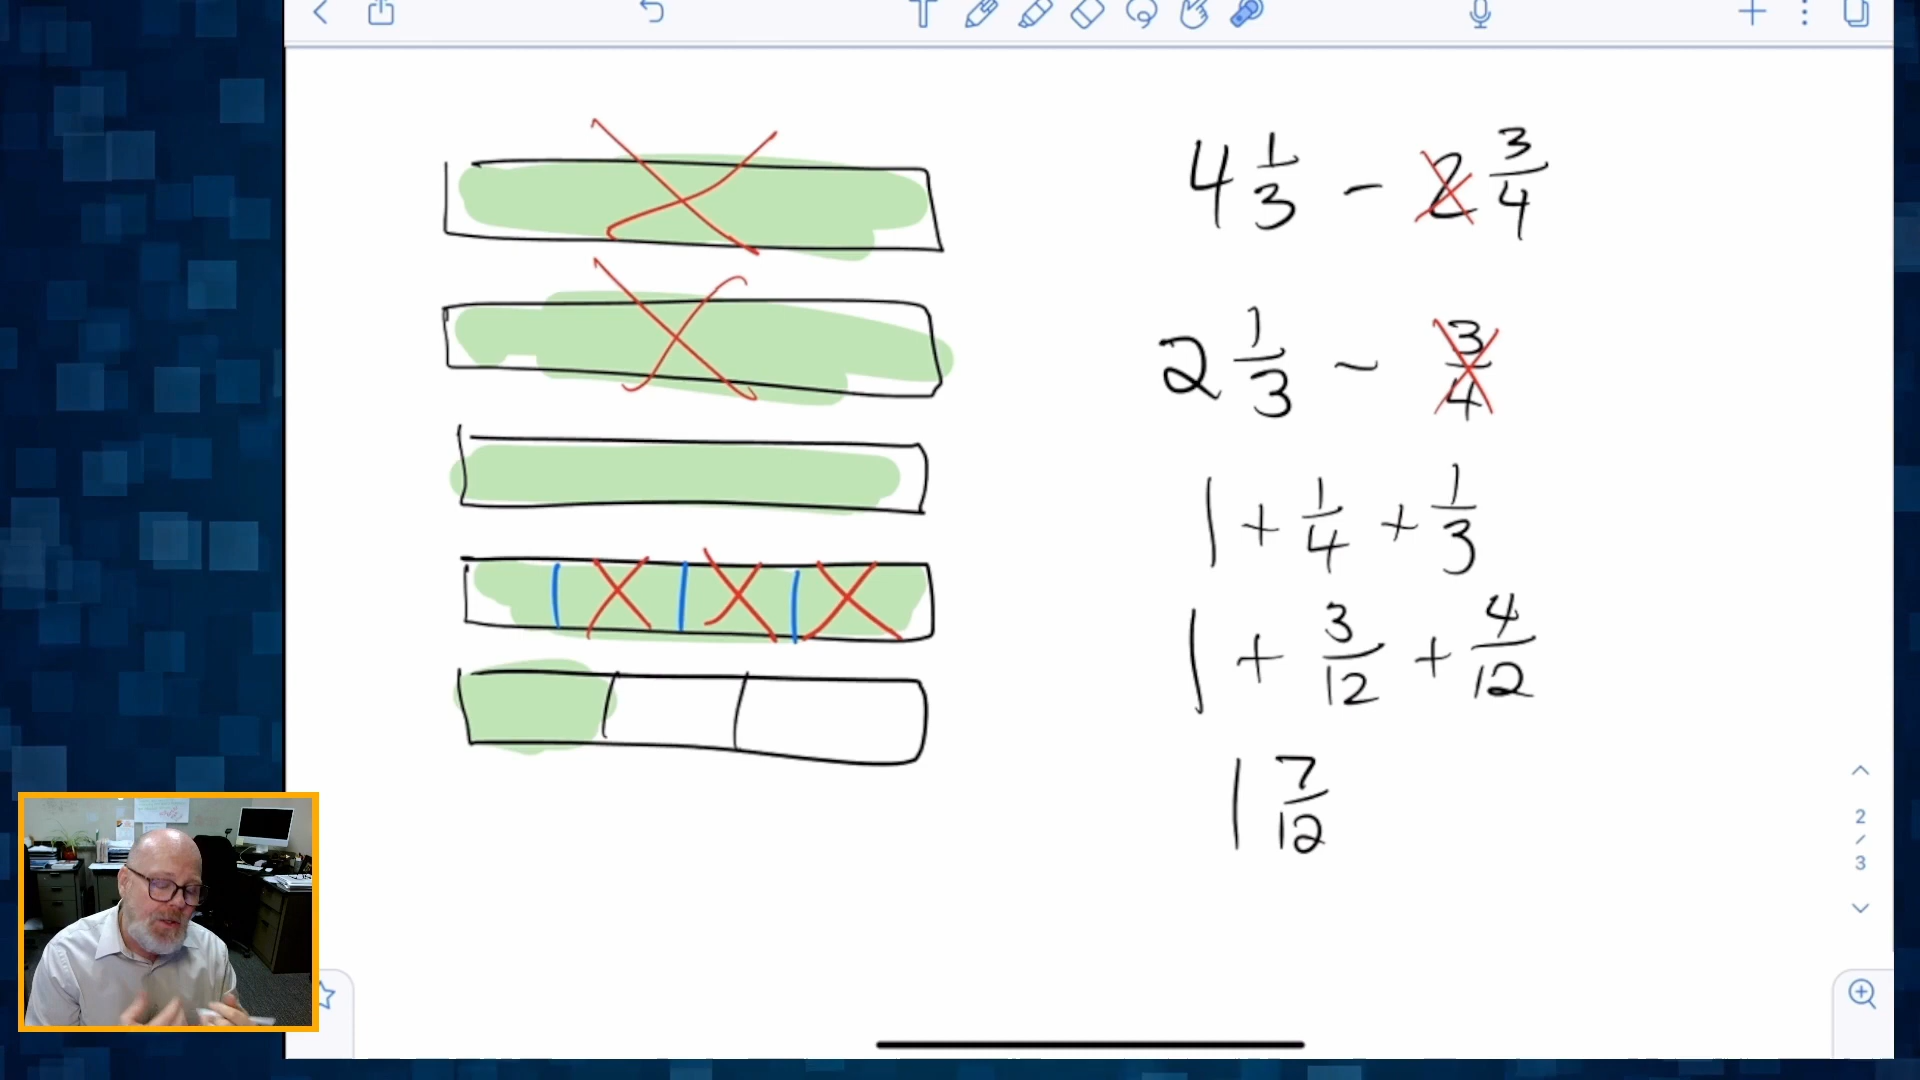 4 1/3 - 2 3/4
2 1/3 - 3/4
1 + 1/4 + 1/3
1 + 3/12 + 4/12
1 7/12
2
/
3